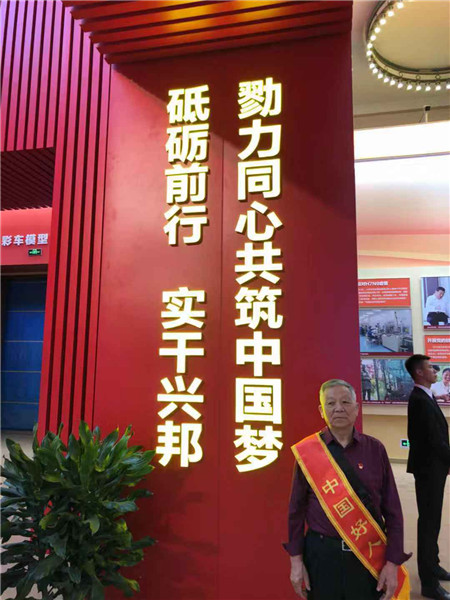 勠力同心共筑中国梦
砥砺前行 实干兴邦
彩车模型
中国好人